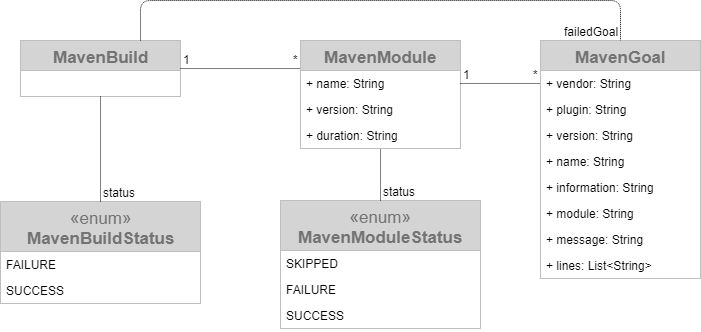 failedGoal
MavenBuild
1
*
MavenModule
+ name: String
+ version: String
+ duration: String
1
*
MavenGoal
+ vendor: String
+ plugin: String
+ version: String
+ name: String
+ information: String
+ module: String
+ message: String
+ lines: List<String>
status
«enum»
MavenBuildStatus
FAILURE
SUCCESS
status
«enum»
MavenModuleStatus
SKIPPED
FAILURE
SUCCESS